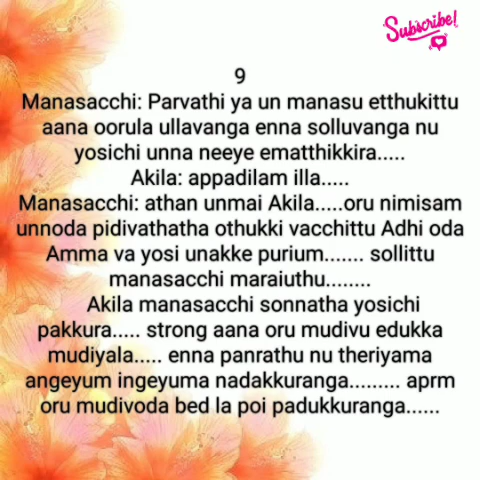 Subscribe!
9
Manasacchi: Parvathi ya un manasu etthukittu
aana oorula ullavanga enna solluvanga nu
yosichi unna neeye ematthikkira.....
Akila: appadilam illa.....
Manasacchi: athan unmai Akila.....oru nimisam
unnoda pidivathatha othukki vacchittu Adhi oda
Amma va yosi unakke purium....... sollittu
manasacchi maraiuthu........
Akila manasacchi sonnatha yosichi
pakkura..... strong aana oru mudivu edukka
mudiyala..... enna panrathu nu theriyama
angeyum ingeyuma nadakkuranga......... aprm
oru mudivoda bed la poi padukkuranga......